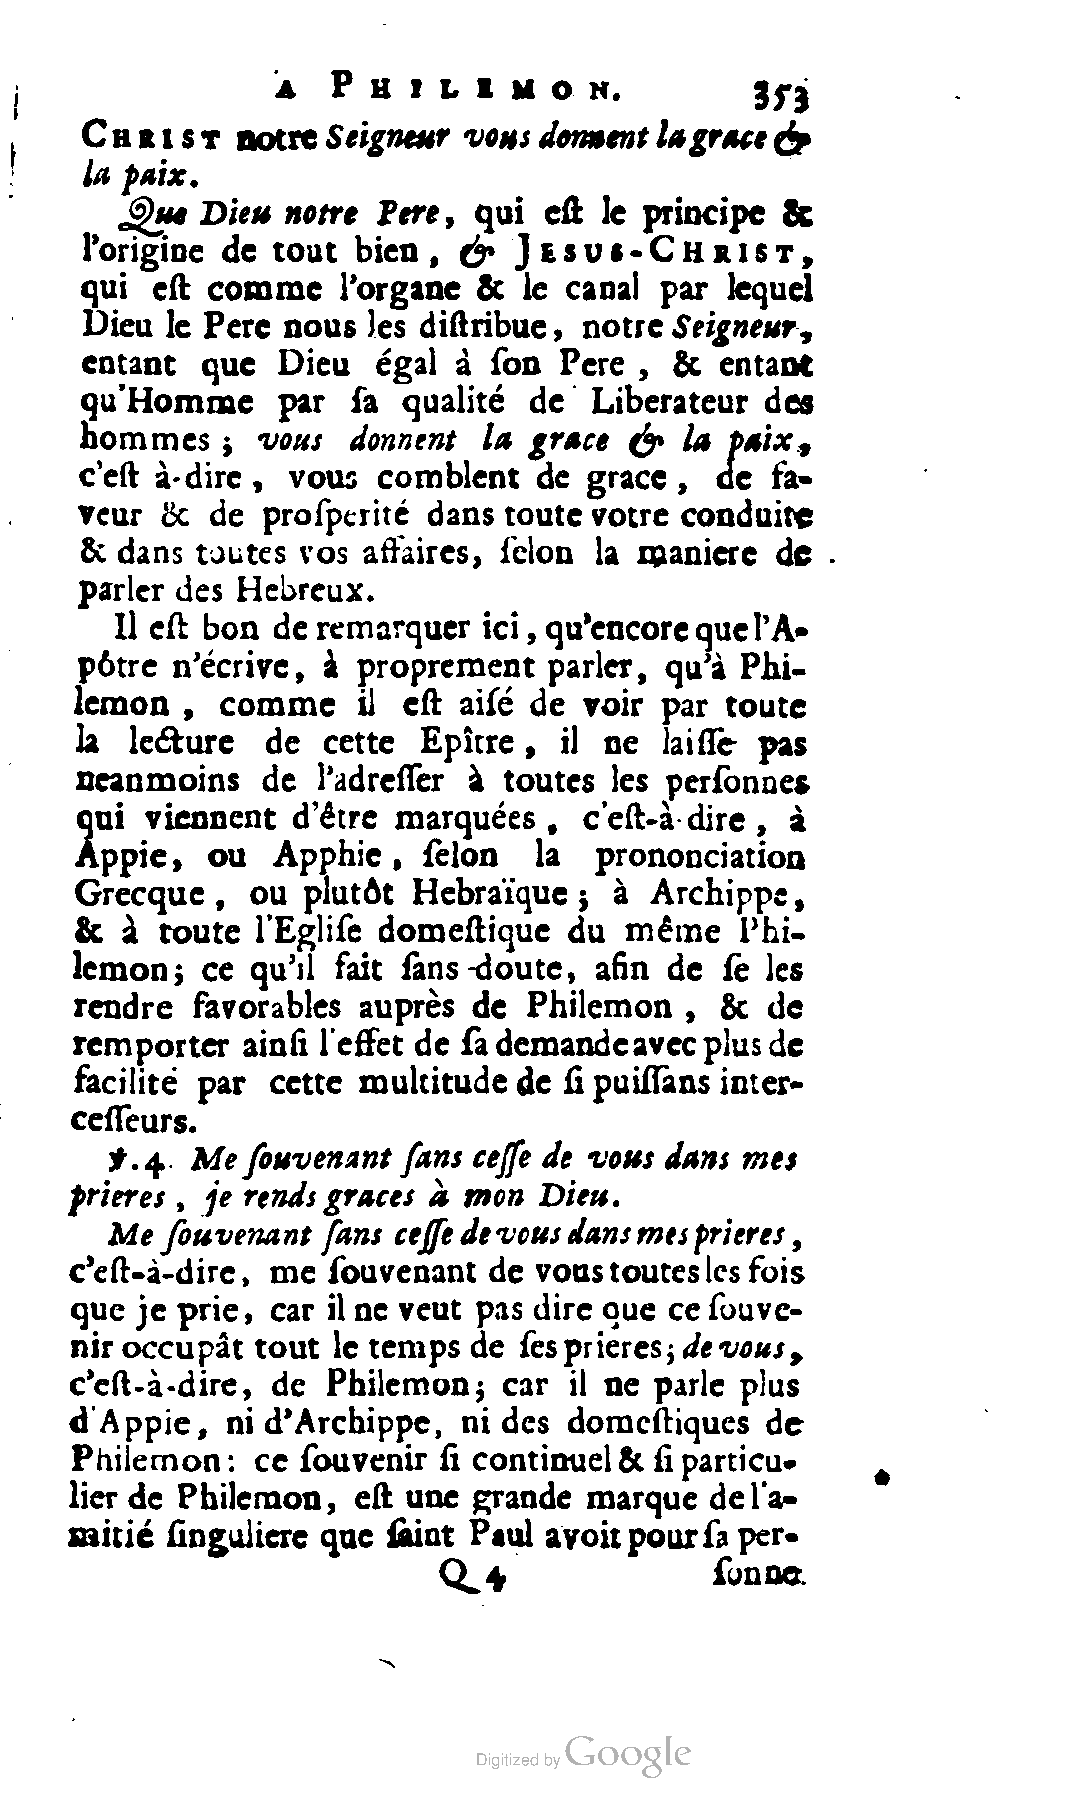 A PHILEMON. 353
CHRIST notre Seigneur vous donnent la grace &
la paix.
Que Dieu notre Pere, qui eſt le principe &
l'origine de tout bien, & JESUS-CHRIST,
qui eſt comme l'organe & le canal par lequel
Dieu le Pere nous les diſtribue, notre Seigneur,
entant que Dieu égal à ſon Pere, & entant
qu'Homme par ſa qualité de Liberateur des
hommes; vous donnent la grace & la paix,
c'eſt à-dire, vous comblent de grace, de fa-
veur & de proſperité dans toute votre conduite
& dans toutes vos affaires, ſelon la maniere de
parler des Hebreux.
Il eſt bon de remarquer ici, qu'encore que l'A-
pôtre n'écrive, à proprement parler, qu'à Phi-
lemon, comme il eſt aiſé de voir par toute
la lecture de cette Epître, il ne laiſſe pas
neanmoins de l'adreſſer à toutes les perſonnes
qui viennent d'être marquées, c'eſt-à-dire, à
Appie, ou Apphie, ſelon la prononciation
Grecque, ou plutôt Hebraïque; à Archippe,
& à toute l'Egliſe domeſtique du même Phi-
lemon; ce qu'il fait ſans-doute, afin de ſe les
rendre favorables auprès de Philemon, & de
remporter ainſi l'effet de ſa demande avec plus de
facilité par cette multitude de ſi puiſſans inter-
ceſſeurs.
℣. 4. Me ſouvenant ſans ceſſe de vous dans mes
prieres, je rends graces à mon Dieu.
Me ſouvenant ſans ceſſe de vous dans mes prieres,
c'eſt-à-dire, me ſouvenant de vous toutes les fois
que je prie, car il ne veut pas dire que ce ſouve-
nir occupât tout le temps de ſes prieres; de vous,
c'eſt-à-dire, de Philemon; car il ne parle plus
d'Appie, ni d'Archippe, ni des domeſtiques de
Philemon: ce ſouvenir ſi continuel & ſi particu-
lier de Philemon, eſt une grande marque de l'a-
mitié ſinguliere que ſaint Paul avoit pour ſa per-
Q 4 ſonne.
Digitized by Google